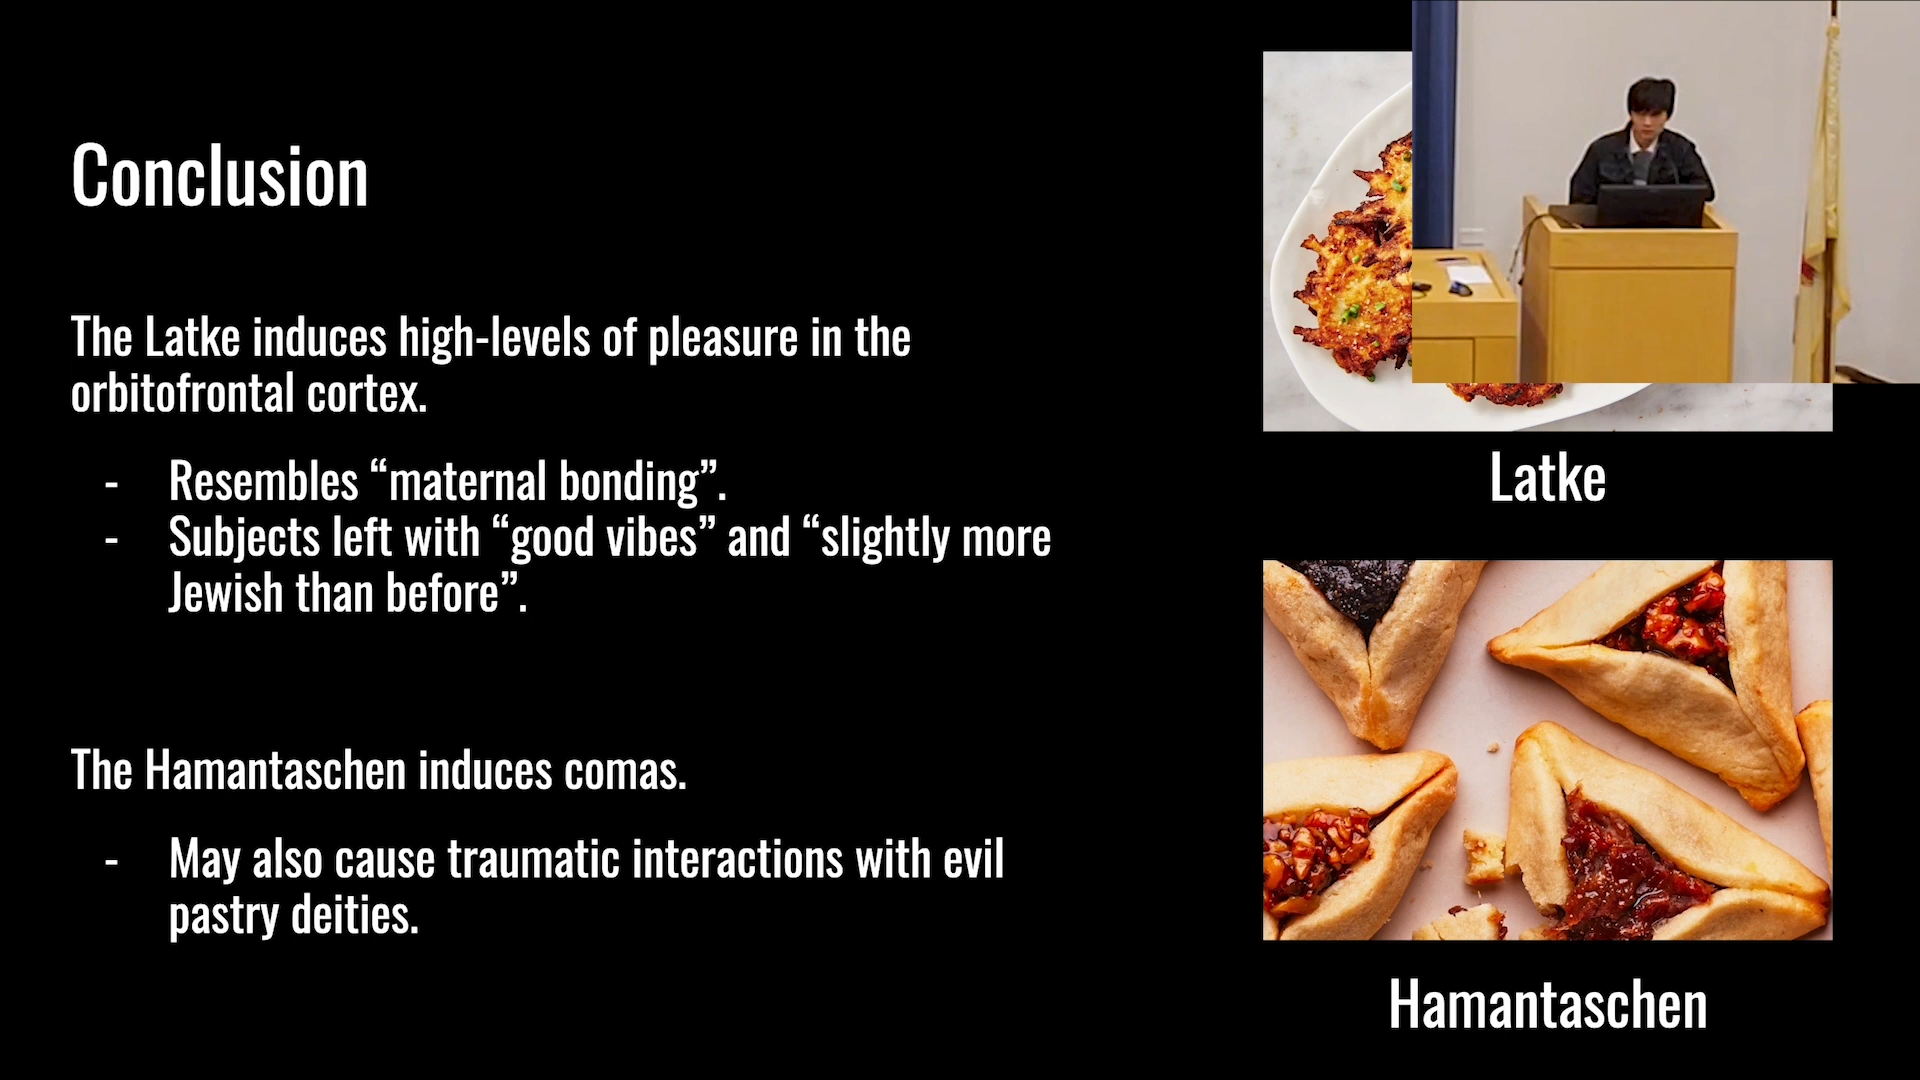 Conclusion
The Latke induces high-levels of pleasure in the
orbitofrontal cortex.
- Resembles “maternal bonding”.
- Subjects left with “good vibes” and “slightly more
Jewish than before”.
The Hamantaschen induces comas.
- May also cause traumatic interactions with evil
pastry deities.
Latke
Hamantaschen